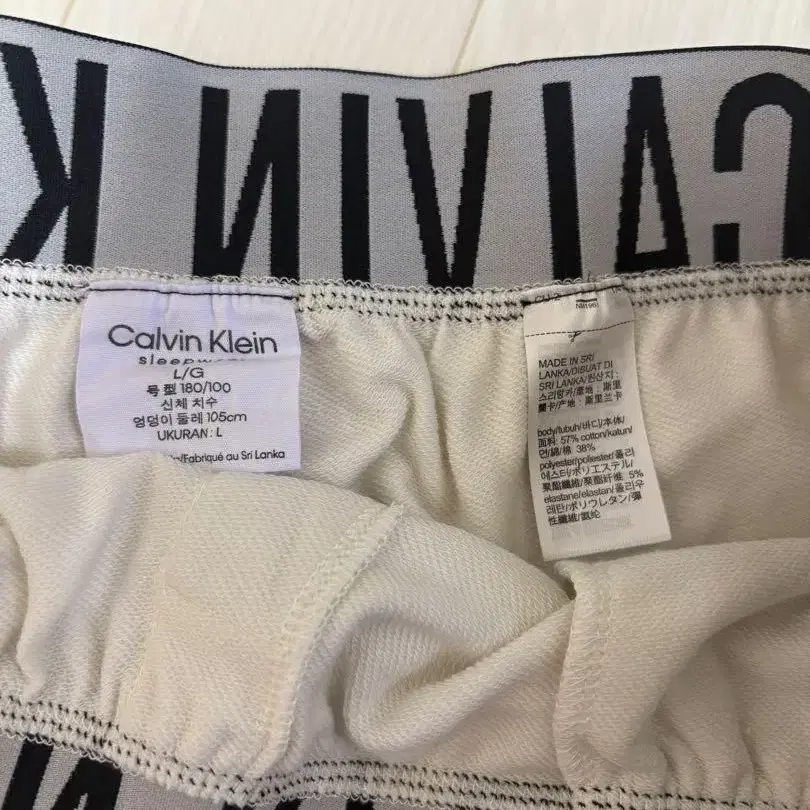 CALVIN K
Calvin Klein
sleepwear
L/G
号型 180/100
신체 치수
엉덩이 둘레 105cm
UKURAN: L
/Fabriqué au Sri Lanka
MADE IN SRI
LANKA/DIBUAT DI
SRI LANKA/원산지:
스리랑카/產地: 斯里
蘭卡/产地: 斯里兰卡
body/tubuh/바디/本体/
面料: 57% cotton/katun/
면/綿/棉 38%
polyester/poliester/폴리
에스터/ポリエステル/
聚酯纖維/聚酯纤维 5%
elastane/elastan/폴리우
레탄/ポリウレタン/彈
性纖維/氨纶